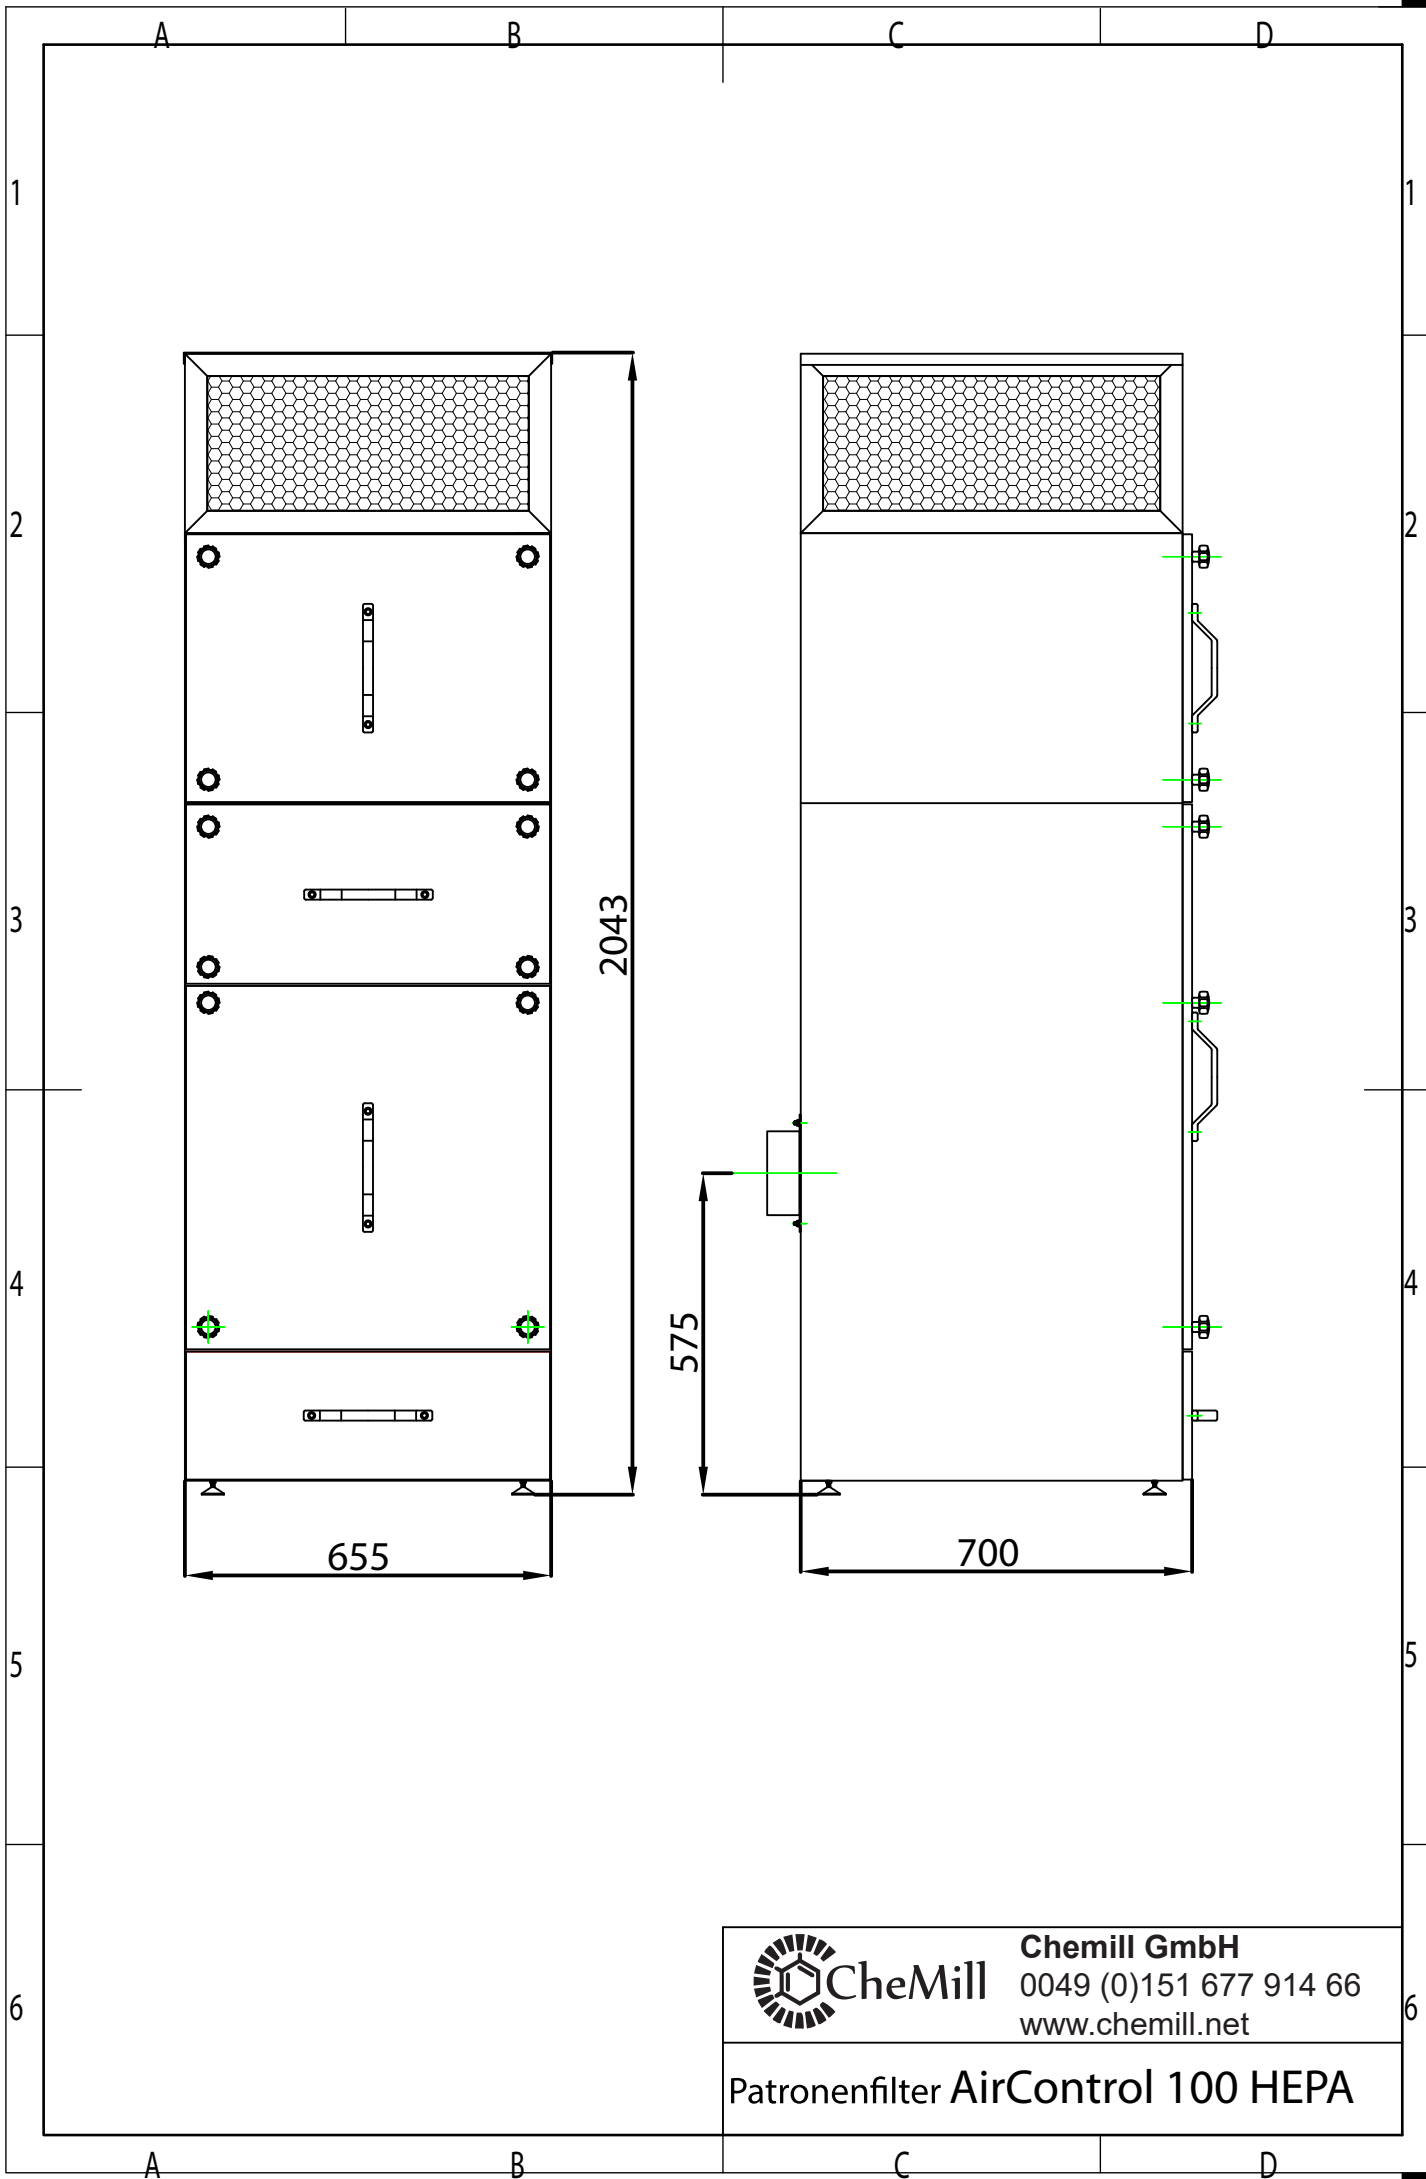 A B C D
1 1
2 2
2043
3 3
575
4 4
655 700
5 5
CheMill
Chemill GmbH
0049 (0)151 677 914 66
www.chemill.net
6 6
Patronenfilter AirControl 100 HEPA
A B C D